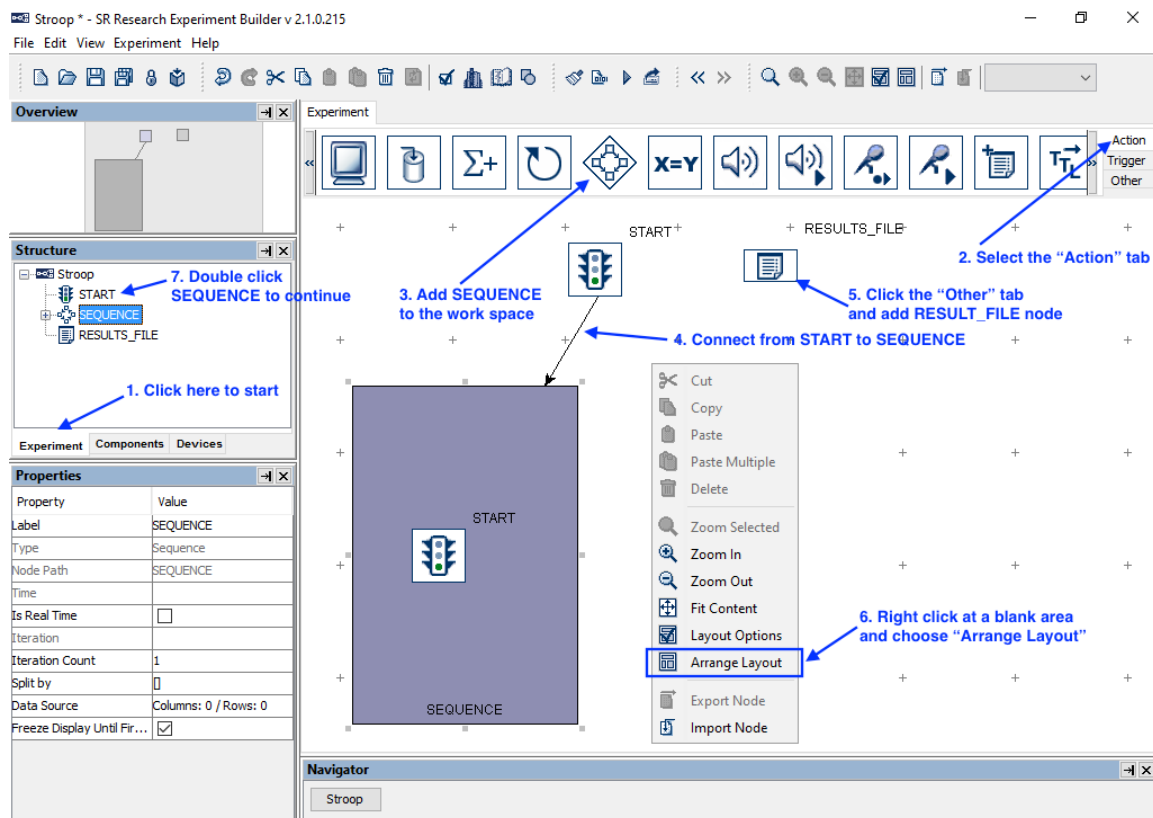 Stroop * - SR Research Experiment Builder v 2.1.0.215
File Edit View Experiment Help
Overview
Experiment
X=Y
TTL
Action
Trigger
Other
START
RESULTS_FILE
2. Select the “Action” tab
Structure
Stroop
START
SEQUENCE
RESULTS_FILE
7. Double click
SEQUENCE to continue
3. Add SEQUENCE
to the work space
5. Click the “Other” tab
and add RESULT_FILE node
4. Connect from START to SEQUENCE
1. Click here to start
Experiment Components Devices
Cut
Copy
Paste
Paste Multiple
Delete
Zoom Selected
Zoom In
Zoom Out
Fit Content
Layout Options
Arrange Layout
Export Node
Import Node
6. Right click at a blank area
and choose “Arrange Layout”
START
SEQUENCE
Properties
Property Value
Label SEQUENCE
Type Sequence
Node Path SEQUENCE
Time
Is Real Time
Iteration
Iteration Count 1
Split by []
Data Source Columns: 0 / Rows: 0
Freeze Display Until Fir...
Navigator
Stroop